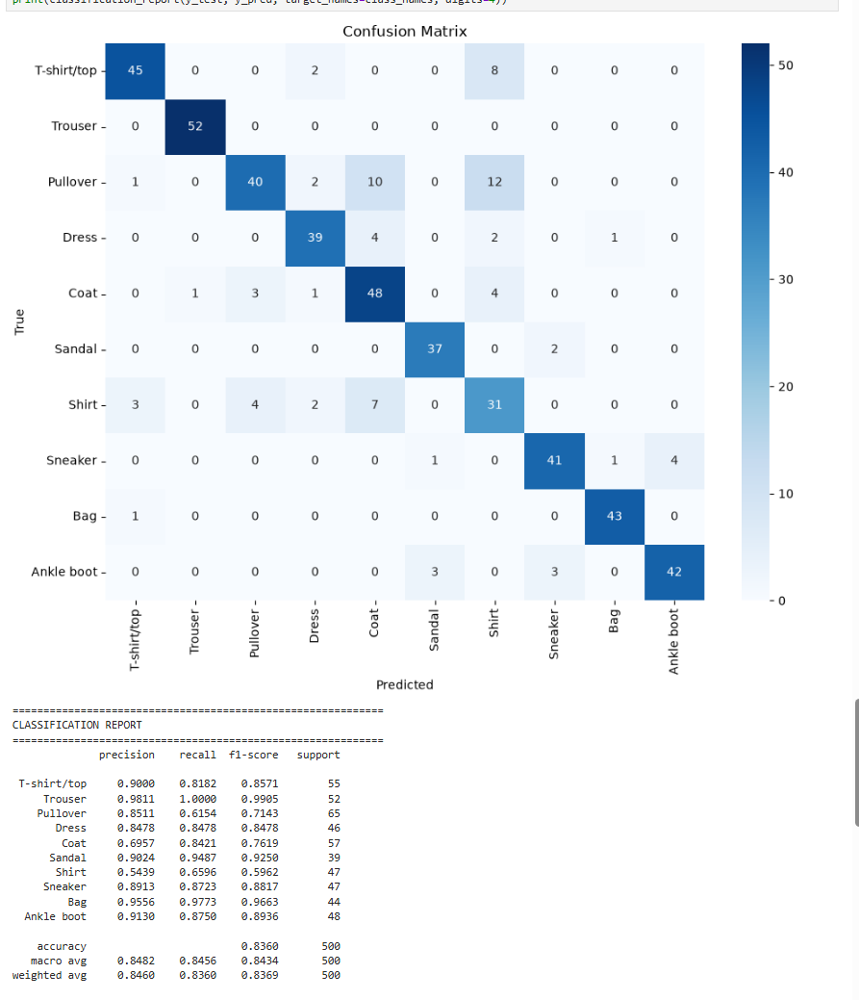 print(classification_report(y_test, y_pred, target_names=class_names, digits=4))
Confusion Matrix
T-shirt/top 45 0 0 2 0 0 8 0 0 0
Trouser 0 52 0 0 0 0 0 0 0 0
Pullover 1 0 40 2 10 0 12 0 0 0
Dress 0 0 0 39 4 0 2 0 1 0
Coat 0 1 3 1 48 0 4 0 0 0
Sandal 0 0 0 0 0 37 0 2 0 0
Shirt 3 0 4 2 7 0 31 0 0 0
Sneaker 0 0 0 0 0 1 0 41 1 4
Bag 1 0 0 0 0 0 0 0 43 0
Ankle boot 0 0 0 0 0 3 0 3 0 42
True
T-shirt/top Trouser Pullover Dress Coat Sandal Shirt Sneaker Bag Ankle boot
Predicted
50
40
30
20
10
0
============================================================
CLASSIFICATION REPORT
============================================================
precision recall f1-score support
T-shirt/top 0.9000 0.8182 0.8571 55
Trouser 0.9811 1.0000 0.9905 52
Pullover 0.8511 0.6154 0.7143 65
Dress 0.8478 0.8478 0.8478 46
Coat 0.6957 0.8421 0.7619 57
Sandal 0.9024 0.9487 0.9250 39
Shirt 0.5439 0.6596 0.5962 47
Sneaker 0.8913 0.8723 0.8817 47
Bag 0.9556 0.9773 0.9663 44
Ankle boot 0.9130 0.8750 0.8936 48
accuracy 0.8360 500
macro avg 0.8482 0.8456 0.8434 500
weighted avg 0.8460 0.8360 0.8369 500